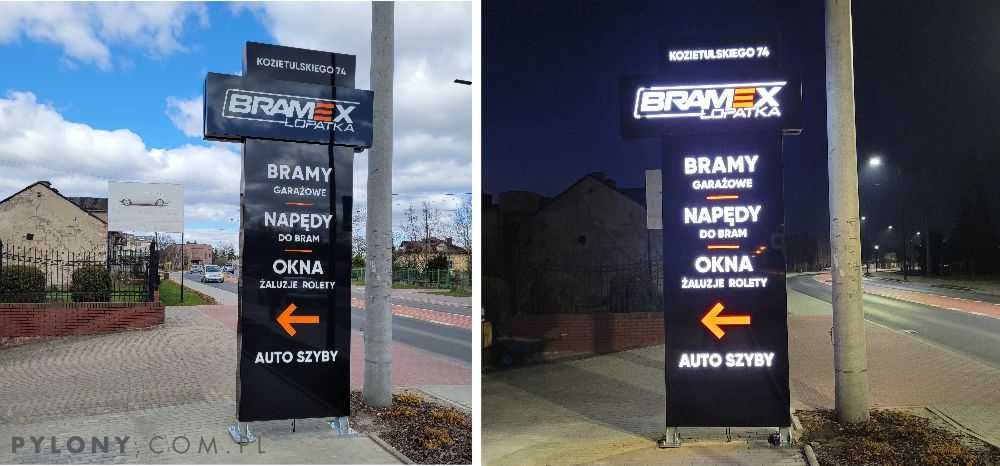 KOZIETULSKIEGO 74
BRAMEX
LOPATKA
BRAMY
GARAŻOWE
NAPĘDY
DO BRAM
OKNA
ŻALUZJE ROLETY
AUTO SZYBY
PYLONY.COM.PL
KOZIETULSKIEGO 74
BRAMEX
LOPATKA
BRAMY
GARAŻOWE
NAPĘDY
DO BRAM
OKNA
ŻALUZJE ROLETY
AUTO SZYBY